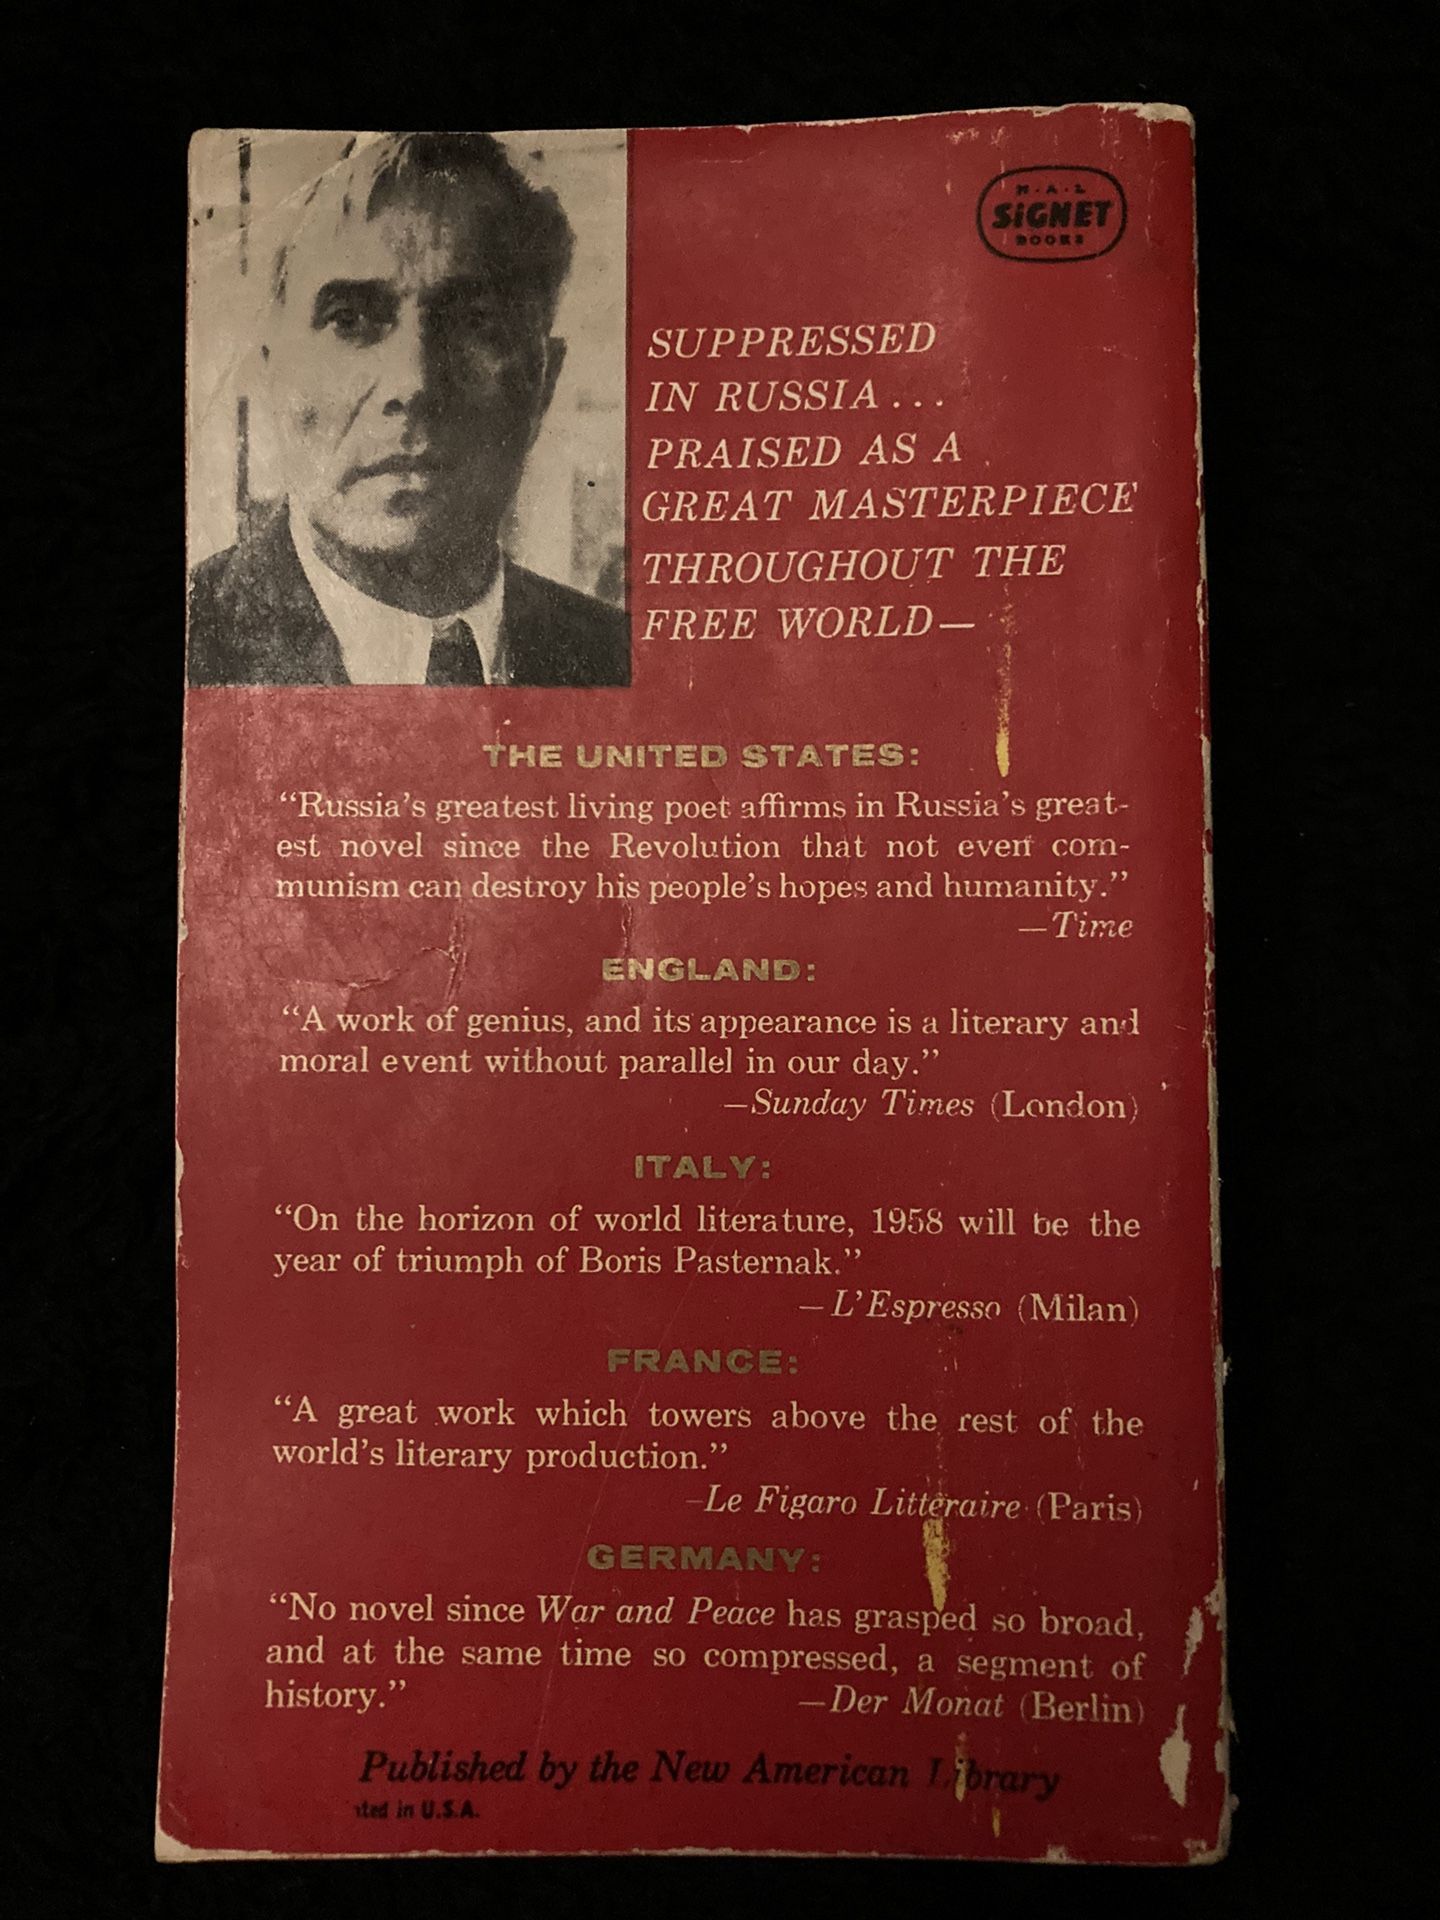 N·A·L
SIGNET
BOOKS
SUPPRESSED
IN RUSSIA . . .
PRAISED AS A
GREAT MASTERPIECE
THROUGHOUT THE
FREE WORLD—
THE UNITED STATES:
“Russia’s greatest living poet affirms in Russia’s great-
est novel since the Revolution that not even com-
munism can destroy his people’s hopes and humanity.”
—Time
ENGLAND:
“A work of genius, and its appearance is a literary and
moral event without parallel in our day.”
—Sunday Times (London)
ITALY:
“On the horizon of world literature, 1958 will be the
year of triumph of Boris Pasternak.”
—L’Espresso (Milan)
FRANCE:
“A great work which towers above the rest of the
world’s literary production.”
—Le Figaro Littéraire (Paris)
GERMANY:
“No novel since War and Peace has grasped so broad,
and at the same time so compressed, a segment of
history.” —Der Monat (Berlin)
Published by the New American Library
ted in U.S.A.